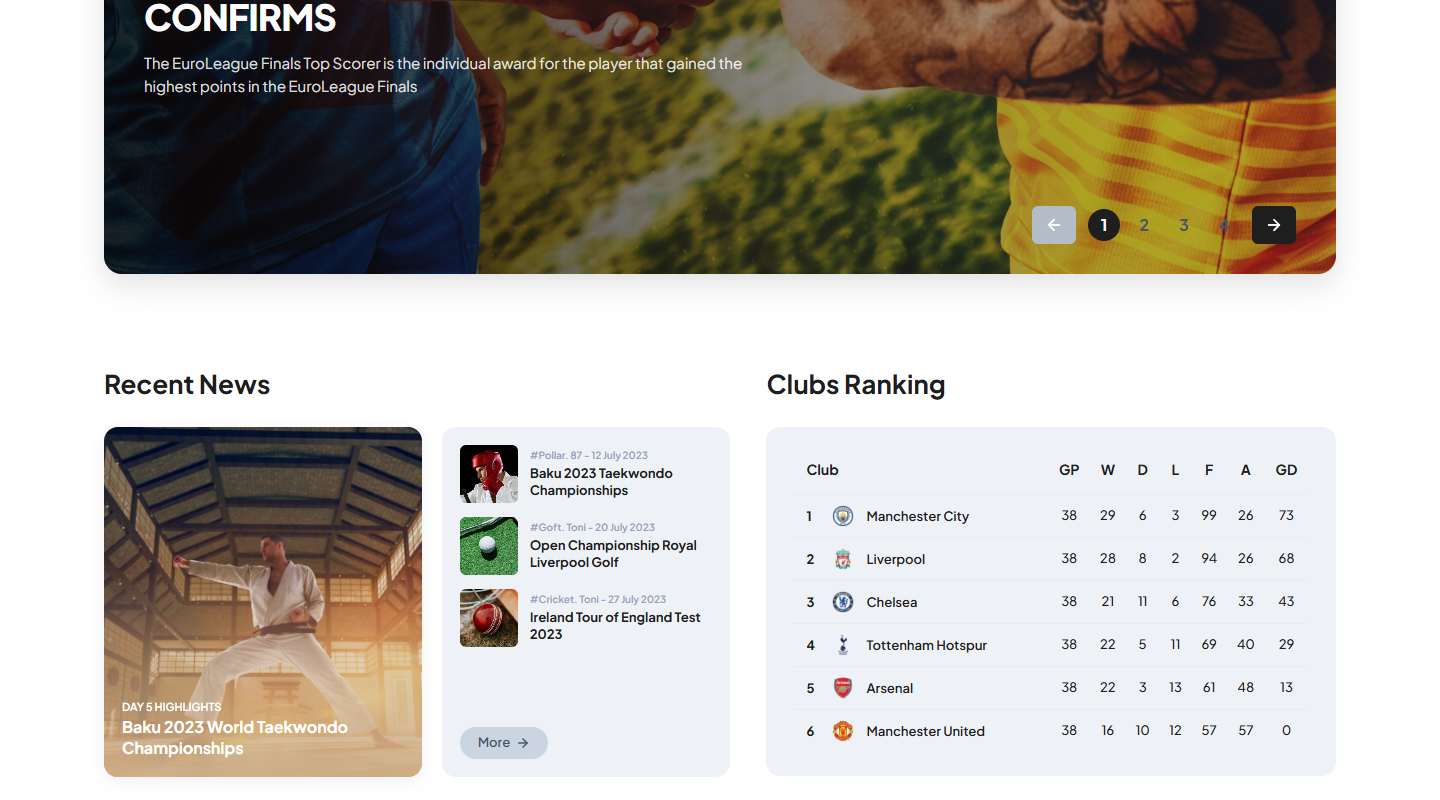 CONFIRMS
The EuroLeague Finals Top Scorer is the individual award for the player that gained the
highest points in the EuroLeague Finals
1 2 3 4
Recent News
DAY 5 HIGHLIGHTS
Baku 2023 World Taekwondo
Championships
#Pollar. 87 - 12 July 2023
Baku 2023 Taekwondo
Championships
#Goft. Toni - 20 July 2023
Open Championship Royal
Liverpool Golf
#Cricket. Toni - 27 July 2023
Ireland Tour of England Test
2023
More
Clubs Ranking
Club GP W D L F A GD
1 Manchester City 38 29 6 3 99 26 73
2 Liverpool 38 28 8 2 94 26 68
3 Chelsea 38 21 11 6 76 33 43
4 Tottenham Hotspur 38 22 5 11 69 40 29
5 Arsenal 38 22 3 13 61 48 13
6 Manchester United 38 16 10 12 57 57 0